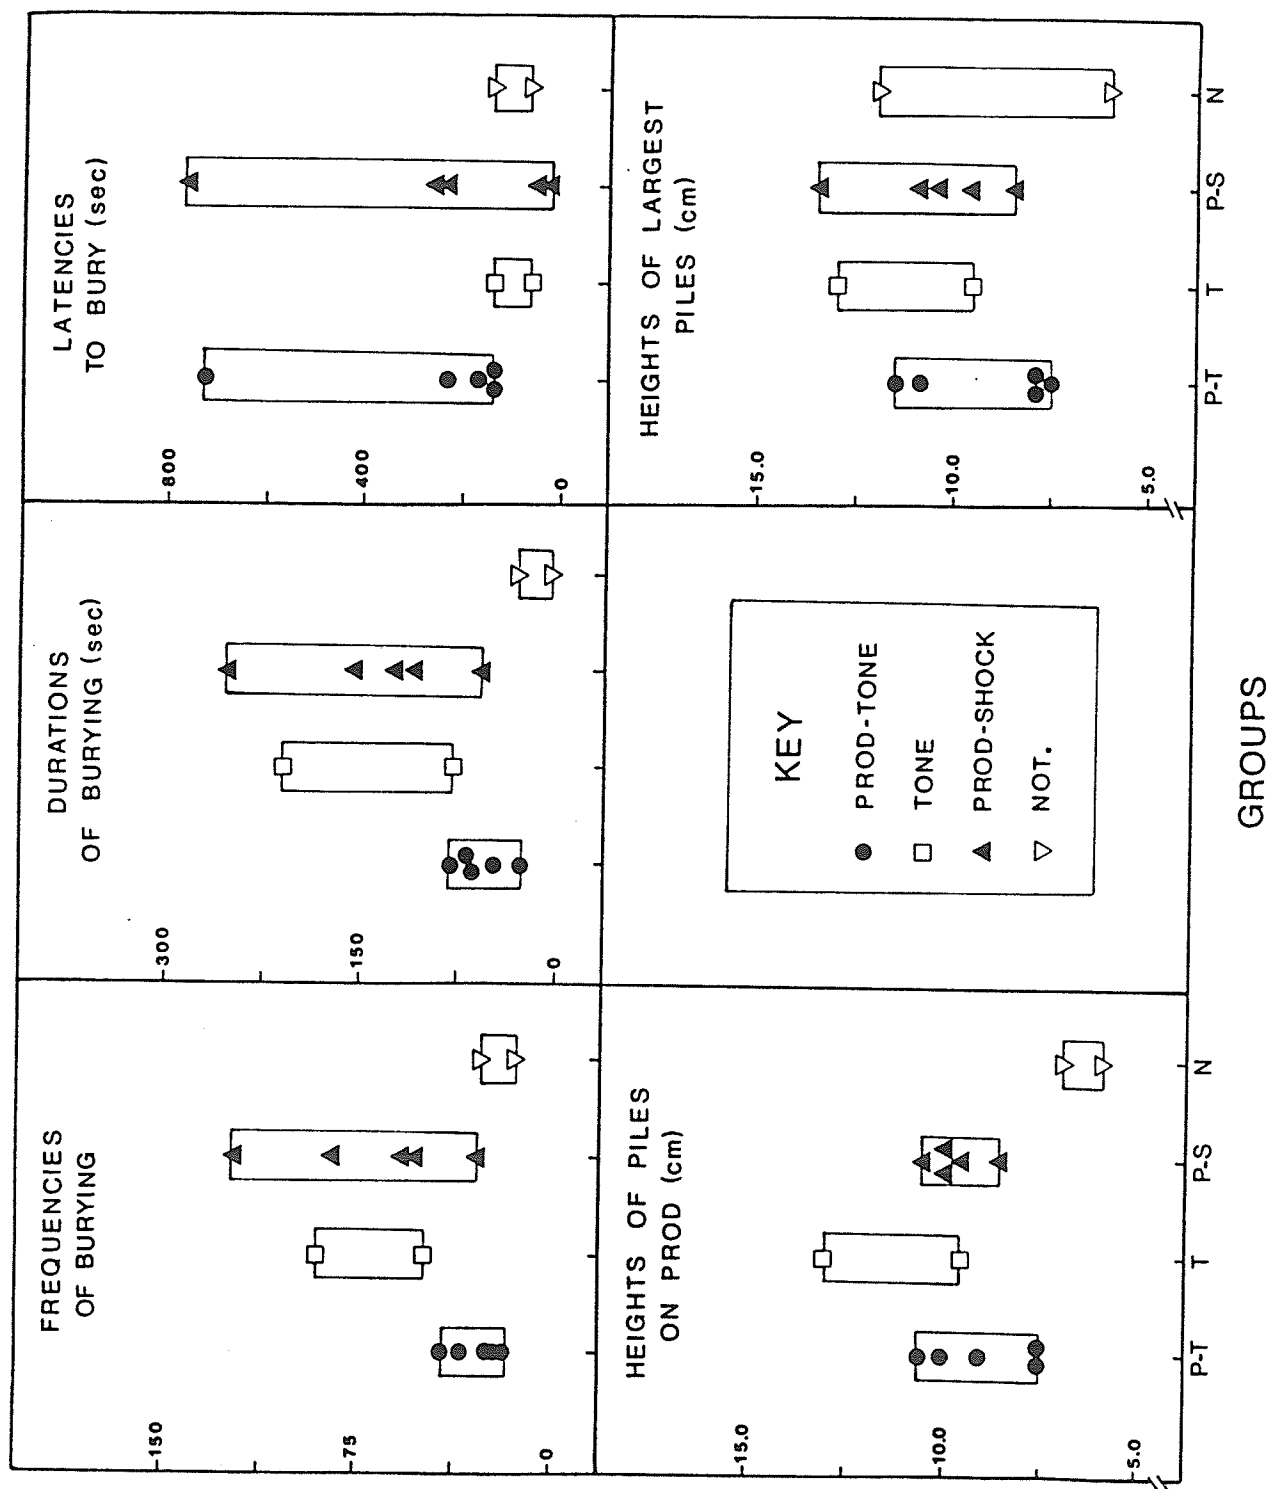 FREQUENCIES
OF BURYING
150
75
0
DURATIONS
OF BURYING (sec)
300
150
0
LATENCIES
TO BURY (sec)
800
400
0
HEIGHTS OF PILES
ON PROD (cm)
15.0
10.0
5.0
P-T T P-S N
KEY
PROD-TONE
TONE
PROD-SHOCK
NOT.
HEIGHTS OF LARGEST
PILES (cm)
15.0
10.0
5.0
P-T T P-S N
GROUPS